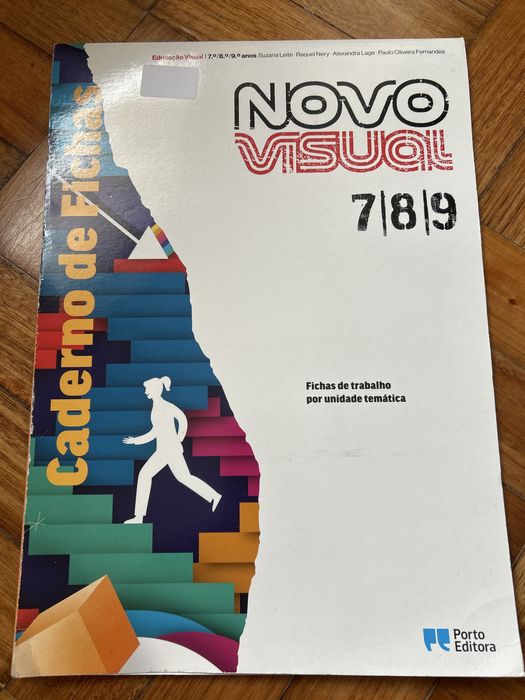 Educação Visual | 7.º/8.º/9.º anos Suzana Leite · Raquel Nery · Alexandra Lage · Paulo Oliveira Fernandes
NOVO
VISUAL
7|8|9
Caderno de Fichas
Fichas de trabalho
por unidade temática
Porto
Editora